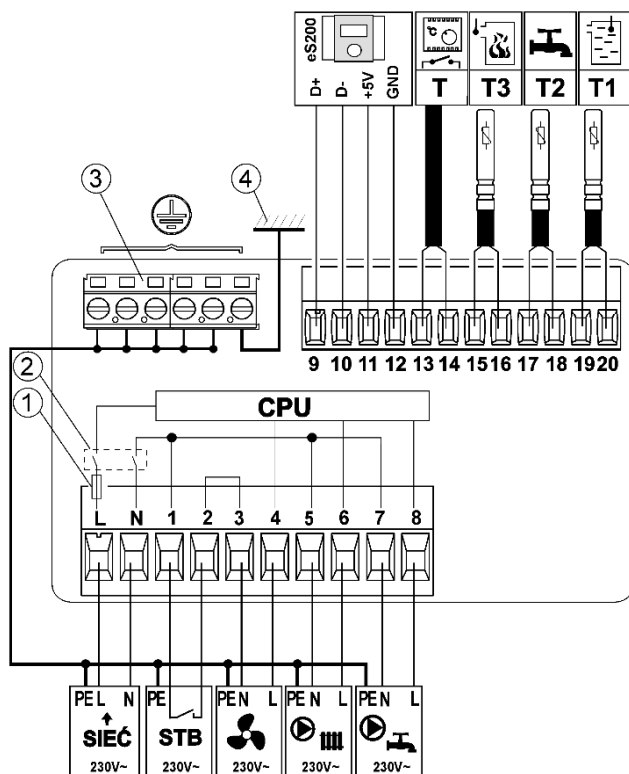 eS200
D+ D- +5V GND
°C
T T3 T2 T1
3 4
9 10 11 12 13 14 15 16 17 18 19 20
2
1
CPU
L N 1 2 3 4 5 6 7 8
PE L N PE PE N L PE N L PE N L
SIEĆ STB
230V~ 230V~ 230V~ 230V~ 230V~